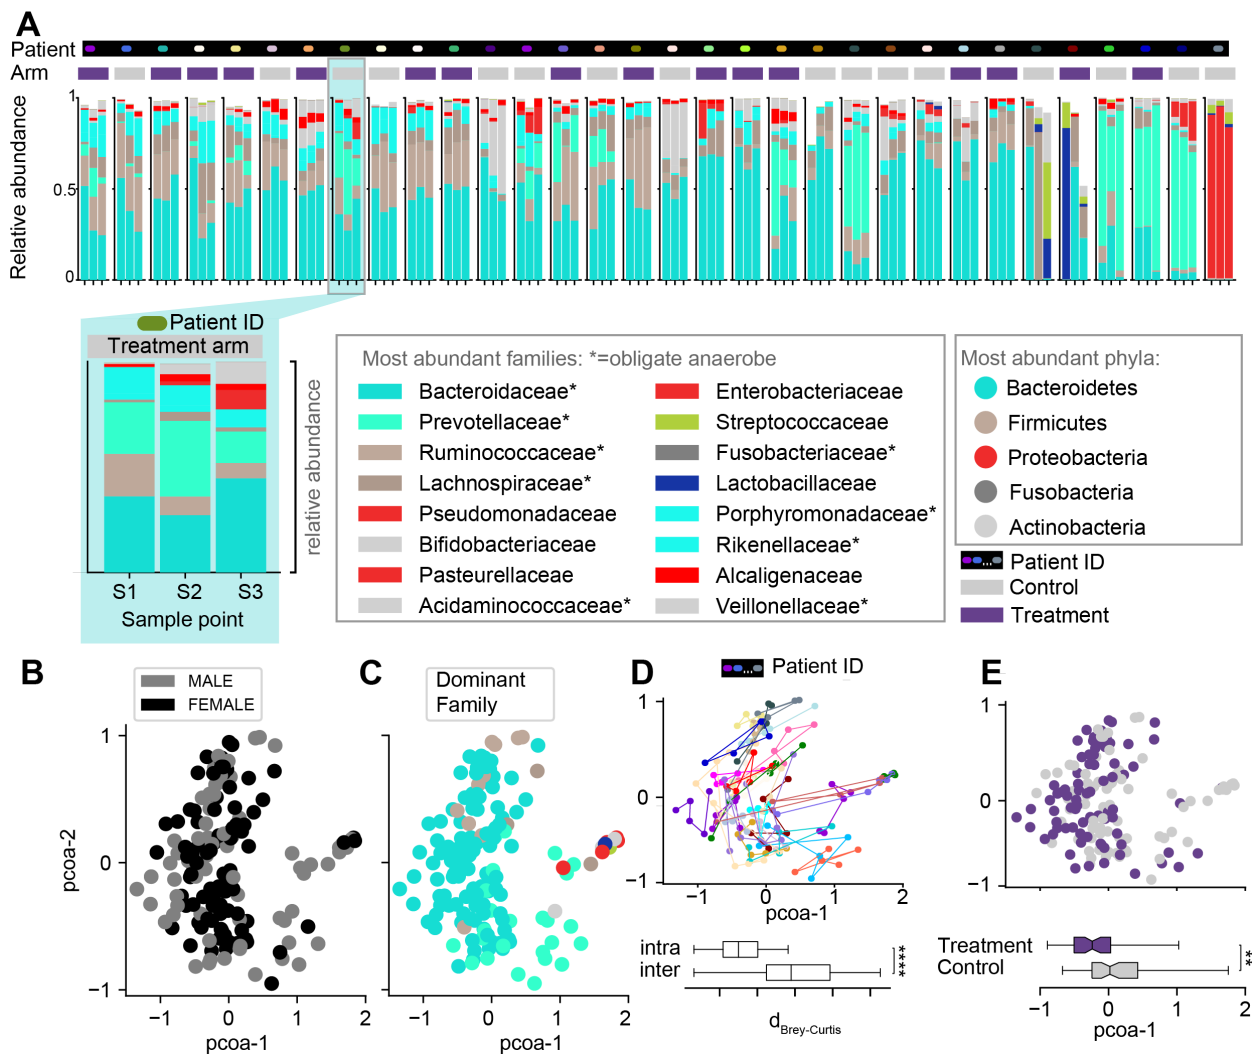 A
Patient
Arm
Relative abundance
1
0.5
0
Patient ID
Treatment arm
relative abundance
S1 S2 S3
Sample point
Most abundant families: *=obligate anaerobe
Bacteroidaceae* Enterobacteriaceae
Prevotellaceae* Streptococcaceae
Ruminococcaceae* Fusobacteriaceae*
Lachnospiraceae* Lactobacillaceae
Pseudomonadaceae Porphyromonadaceae*
Bifidobacteriaceae Rikenellaceae*
Pasteurellaceae Alcaligenaceae
Acidaminococcaceae* Veillonellaceae*
Most abundant phyla:
Bacteroidetes
Firmicutes
Proteobacteria
Fusobacteria
Actinobacteria
Patient ID
Control
Treatment
B
MALE
FEMALE
pcoa-2
1
0
−1
−1 0 1 2
pcoa-1
C
Dominant
Family
−1 0 1 2
pcoa-1
D
Patient ID
1
0
−1
−1 0 1 2
pcoa-1
intra
inter
****
dBrey-Curtis
E
1
0
−1
Treatment
Control
**
−1 0 1 2
pcoa-1